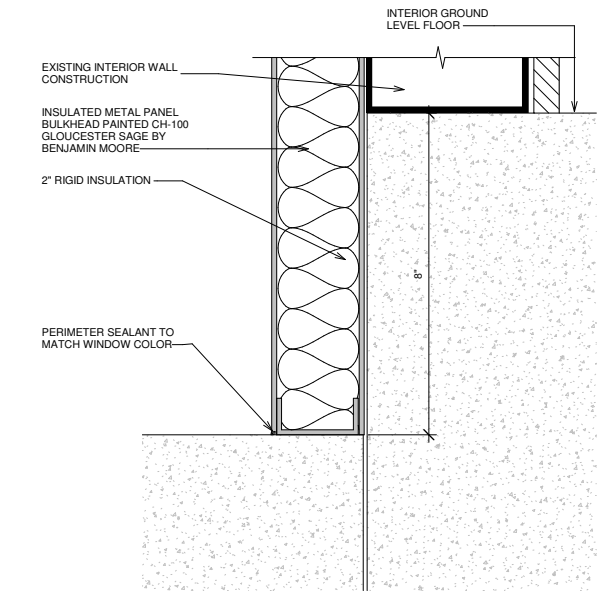 INTERIOR GROUND
LEVEL FLOOR
EXISTING INTERIOR WALL
CONSTRUCTION
INSULATED METAL PANEL
BULKHEAD PAINTED CH-100
GLOUCESTER SAGE BY
BENJAMIN MOORE
2" RIGID INSULATION
8"
PERIMETER SEALANT TO
MATCH WINDOW COLOR